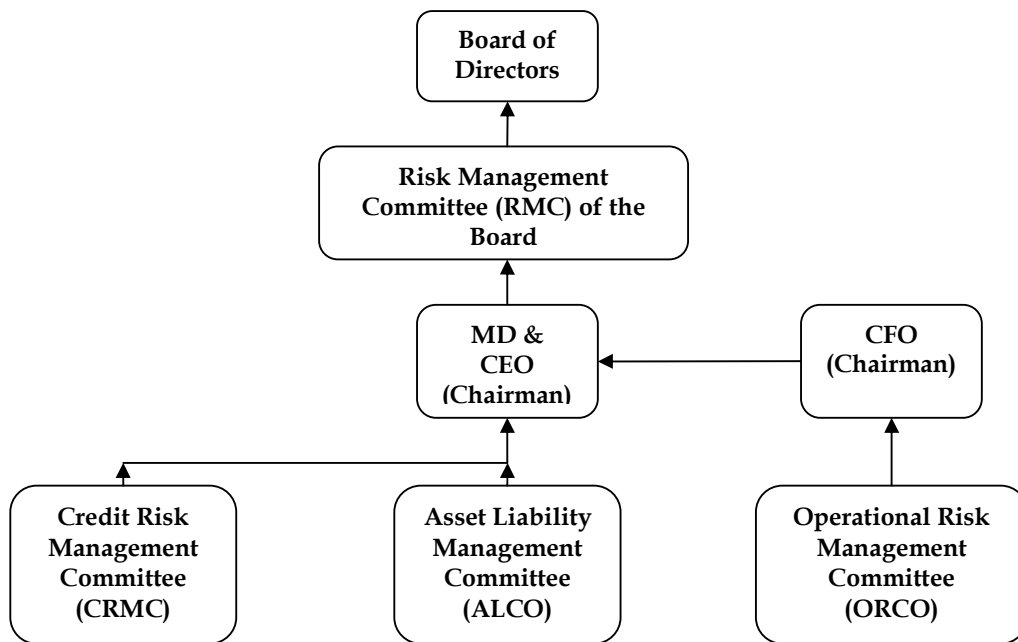 Board of
Directors
Risk Management
Committee (RMC) of the
Board
MD &
CEO
(Chairman)
CFO
(Chairman)
Credit Risk
Management
Committee
(CRMC)
Asset Liability
Management
Committee
(ALCO)
Operational Risk
Management
Committee
(ORCO)